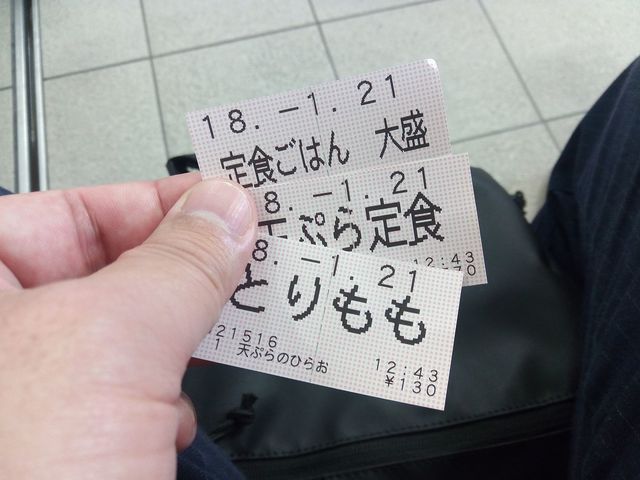 18.-1.21
定食ごはん 大盛
8.-1.21
天ぷら定食
12:43
70
8.-1.21
とりもも
21516
1 天ぷらのひらお 12:43
¥130